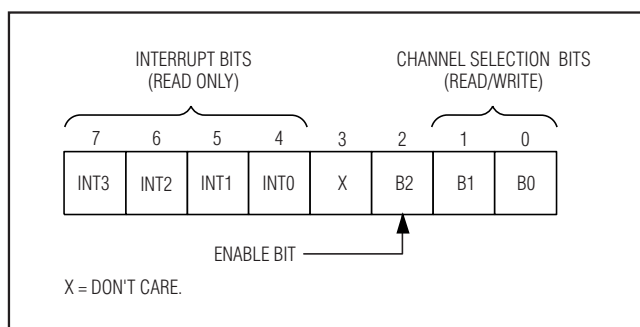 INTERRUPT BITS
(READ ONLY)
CHANNEL SELECTION BITS
(READ/WRITE)
7 6 5 4 3 2 1 0
INT3 INT2 INT1 INT0 X B2 B1 B0
ENABLE BIT
X = DON'T CARE.